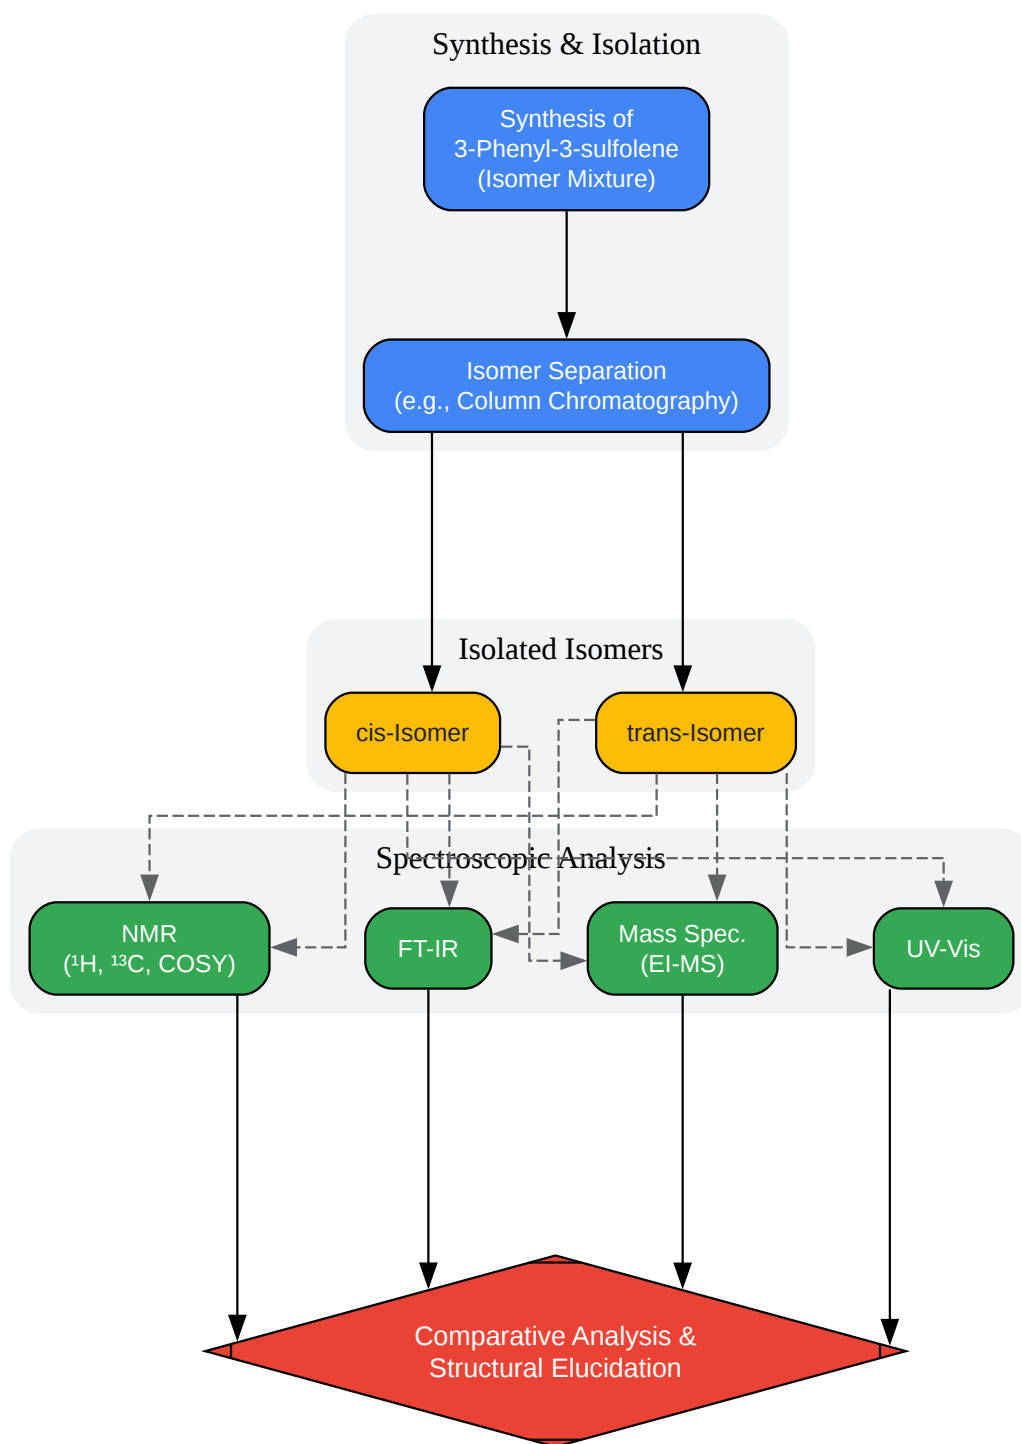 Synthesis & Isolation
Synthesis of
3-Phenyl-3-sulfolene
(Isomer Mixture)
Isomer Separation
(e.g., Column Chromatography)
Isolated Isomers
cis-Isomer
trans-Isomer
Spectroscopic Analysis
NMR
(¹H, ¹³C, COSY)
FT-IR
Mass Spec.
(EI-MS)
UV-Vis
Comparative Analysis &
Structural Elucidation